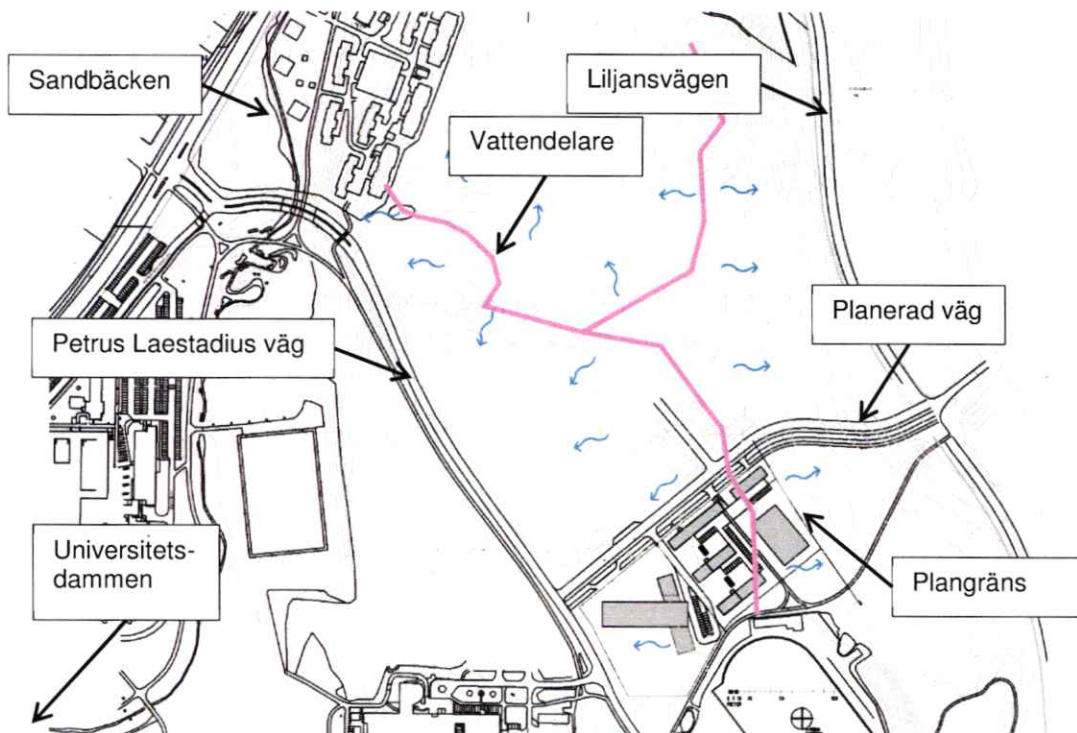 Sandbäcken
Liljansvägen
Vattendelare
Planerad väg
Petrus Laestadius väg
Universitets-
dammen
Plangräns